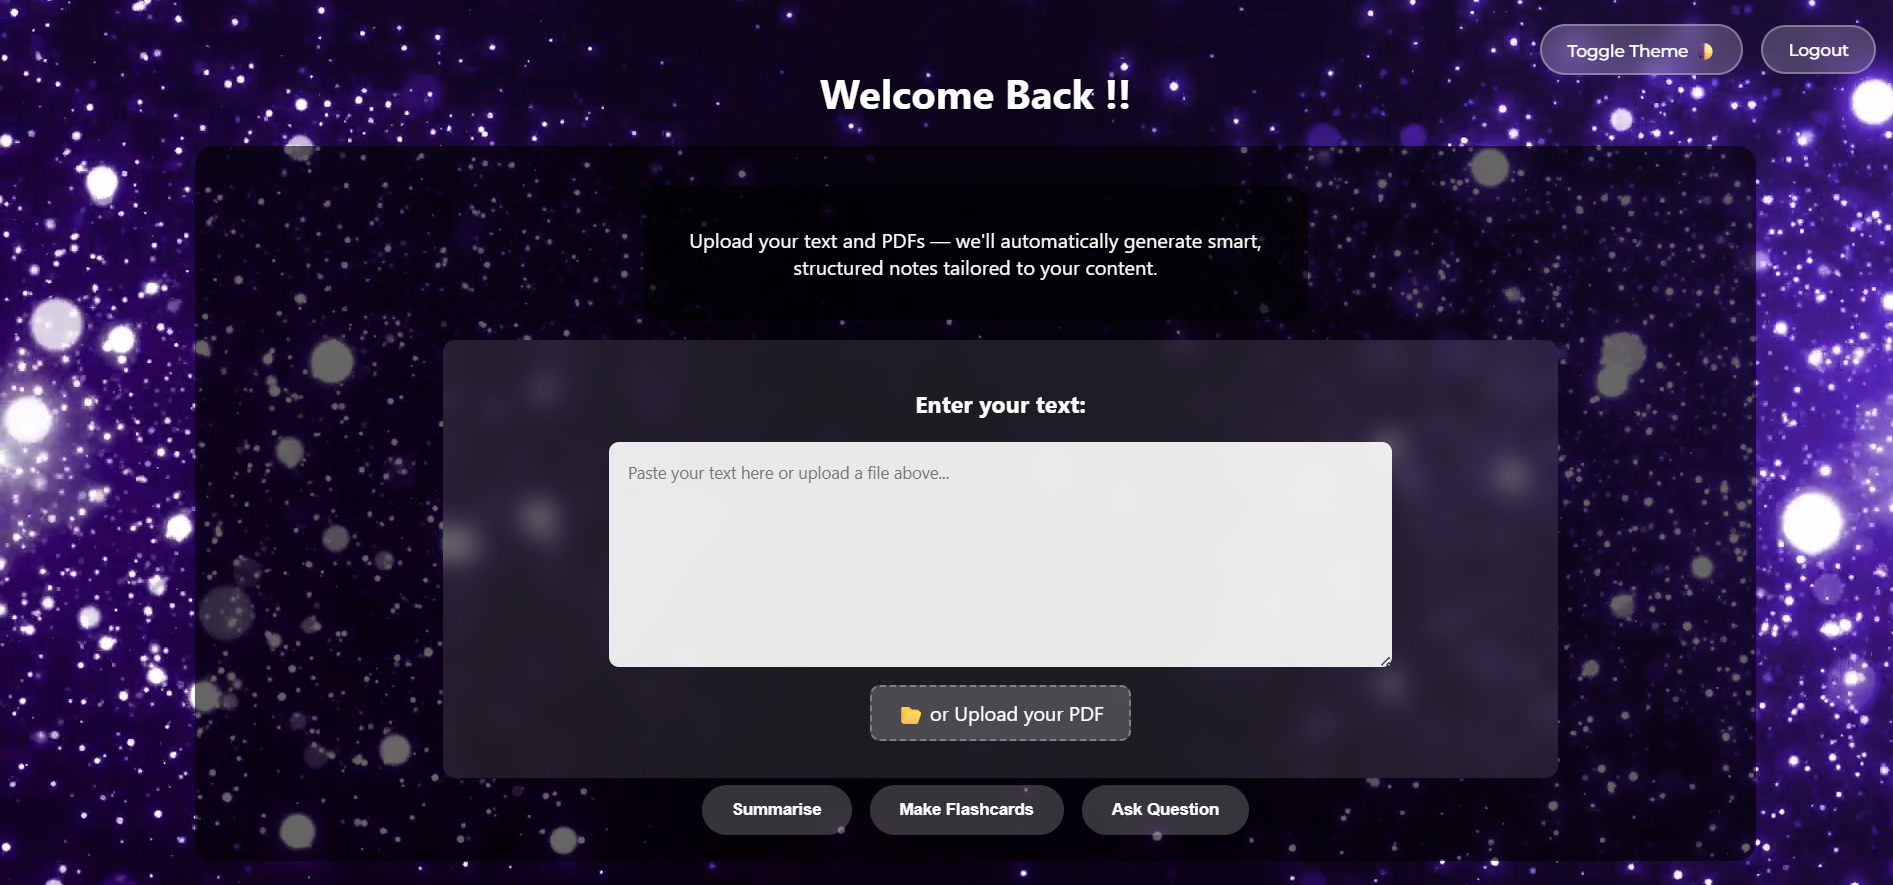 Toggle Theme 🌓
Logout
Welcome Back !!
Upload your text and PDFs — we'll automatically generate smart,
structured notes tailored to your content.
Enter your text:
Paste your text here or upload a file above...
📂 or Upload your PDF
Summarise
Make Flashcards
Ask Question